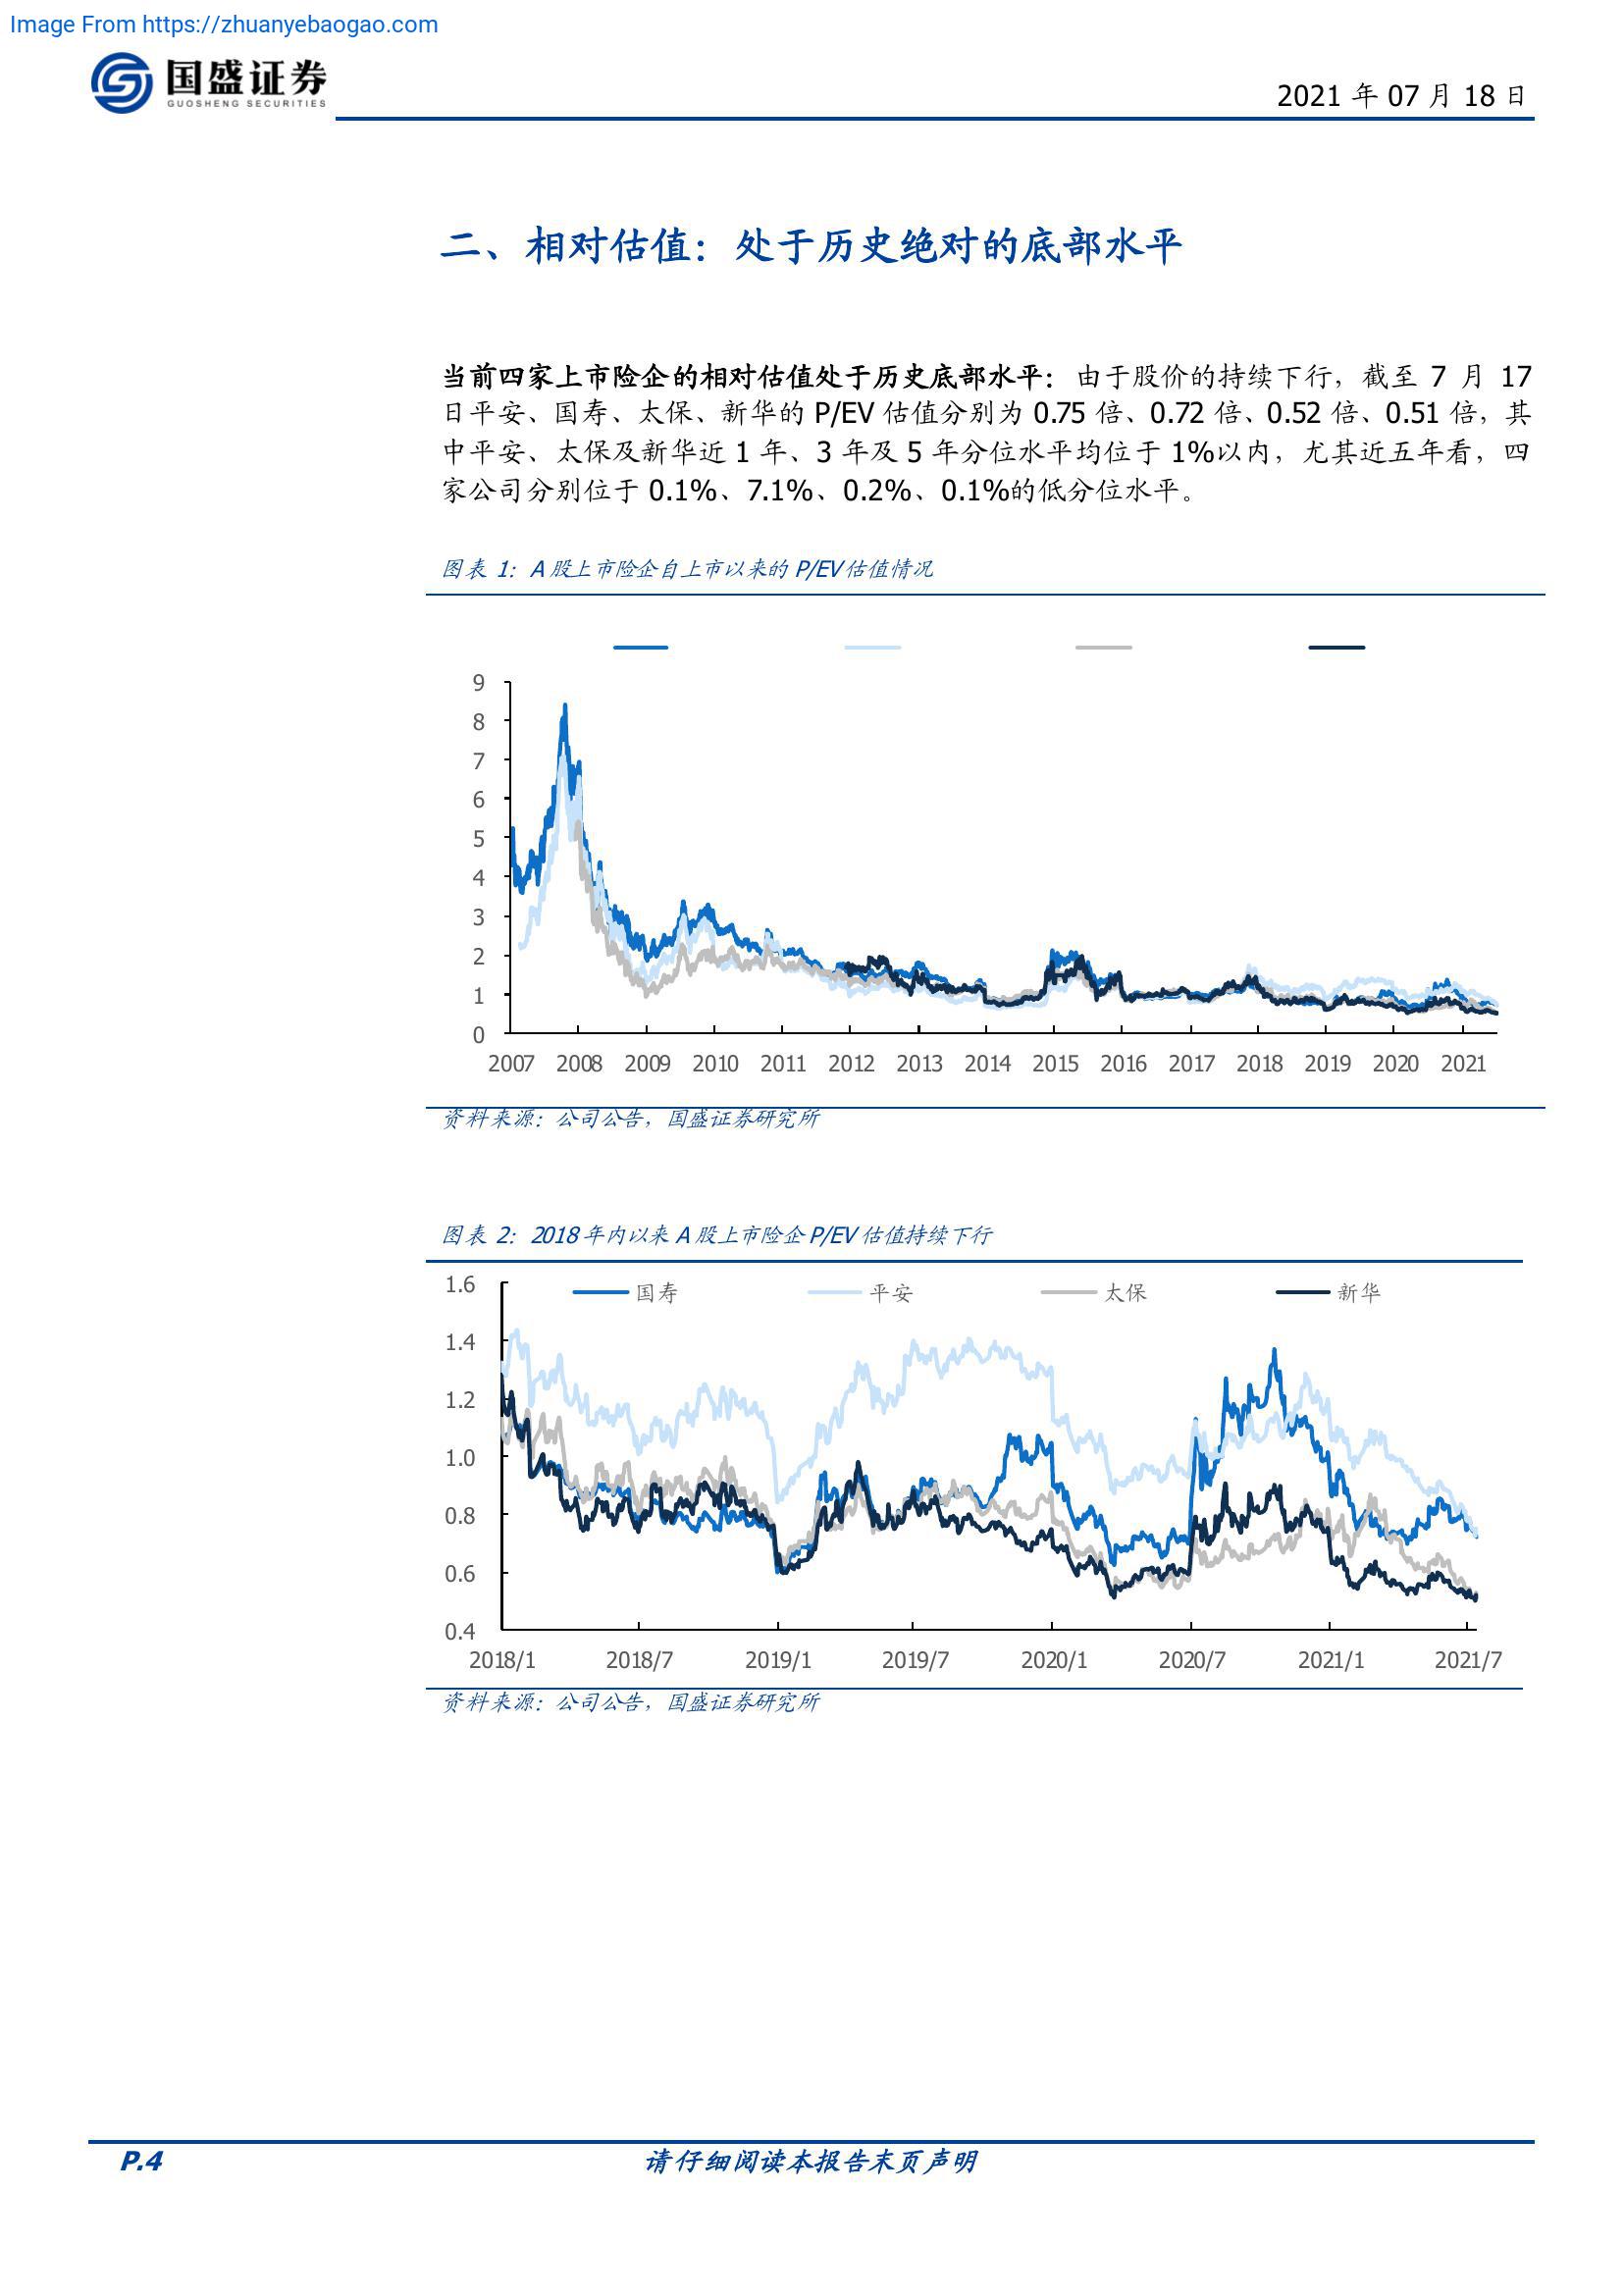 Image From https://zhuanyebaogao.com
国盛证券
GUOSHENG SECURITIES
2021 年 07 月 18 日
二、相对估值：处于历史绝对的底部水平
当前四家上市险企的相对估值处于历史底部水平：由于股价的持续下行，截至 7 月 17
日平安、国寿、太保、新华的 P/EV 估值分别为 0.75 倍、0.72 倍、0.52 倍、0.51 倍，其
中平安、太保及新华近 1 年、3 年及 5 年分位水平均位于 1%以内，尤其近五年看，四
家公司分别位于 0.1%、7.1%、0.2%、0.1%的低分位水平。
图表 1：A 股上市险企自上市以来的 P/EV 估值情况
9
8
7
6
5
4
3
2
1
0
2007 2008 2009 2010 2011 2012 2013 2014 2015 2016 2017 2018 2019 2020 2021
资料来源：公司公告，国盛证券研究所
图表 2：2018 年内以来 A 股上市险企 P/EV 估值持续下行
国寿 平安 太保 新华
1.6
1.4
1.2
1.0
0.8
0.6
0.4
2018/1 2018/7 2019/1 2019/7 2020/1 2020/7 2021/1 2021/7
资料来源：公司公告，国盛证券研究所
P.4 请仔细阅读本报告末页声明